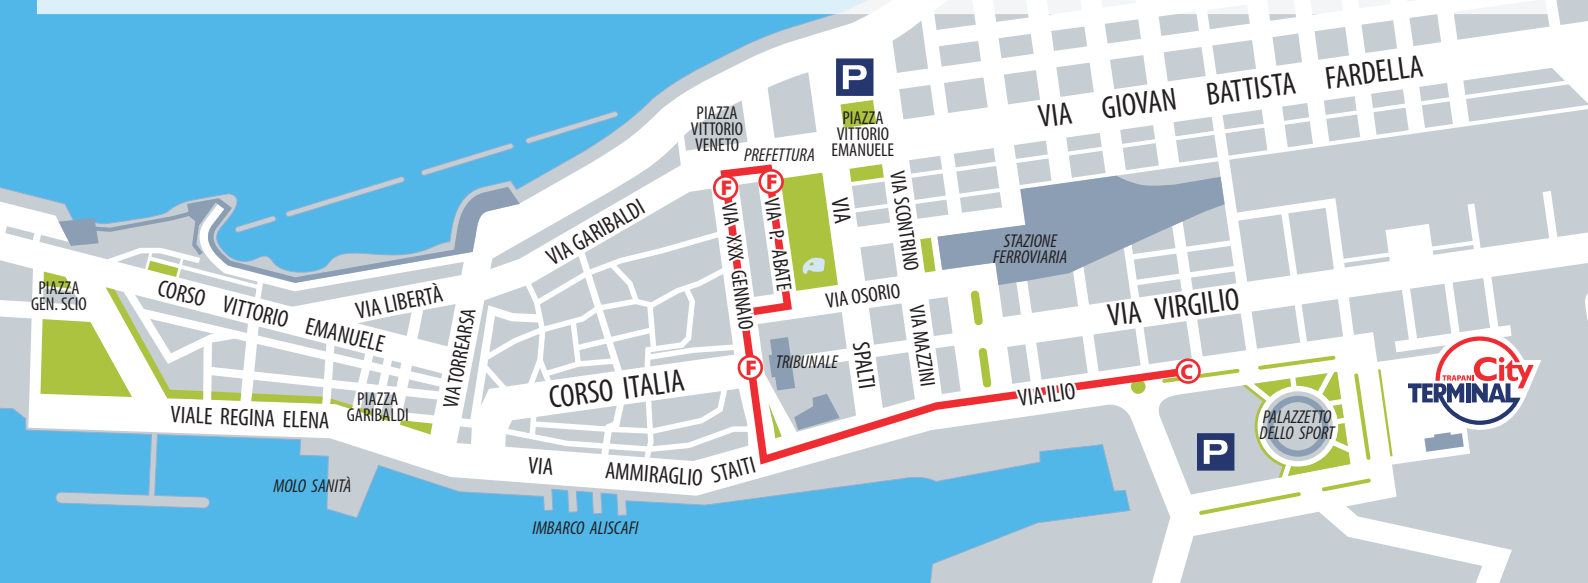 P
PIAZZA
VITTORIO
VENETO
PREFETTURA
PIAZZA
VITTORIO
EMANUELE
VIA GIOVAN BATTISTA FARDELLA
F
F
VIA GARIBALDI
VIA XXX GENNAIO
VIA P. ABATE
VIA SPALTI
VIA SCONTRINO
STAZIONE
FERROVIARIA
PIAZZA
GEN. SCIO
CORSO VITTORIO EMANUELE
VIA LIBERTÀ
VIA TORREARSA
VIA OSORIO
VIA MAZZINI
VIA VIRGILIO
TRIBUNALE
F
CORSO ITALIA
C
VIA ILIO
TRAPANI City
TERMINAL
PIAZZA
GARIBALDI
VIALE REGINA ELENA
PALAZZETTO
DELLO SPORT
P
VIA AMMIRAGLIO STAITI
MOLO SANITÀ
IMBARCO ALISCAFI